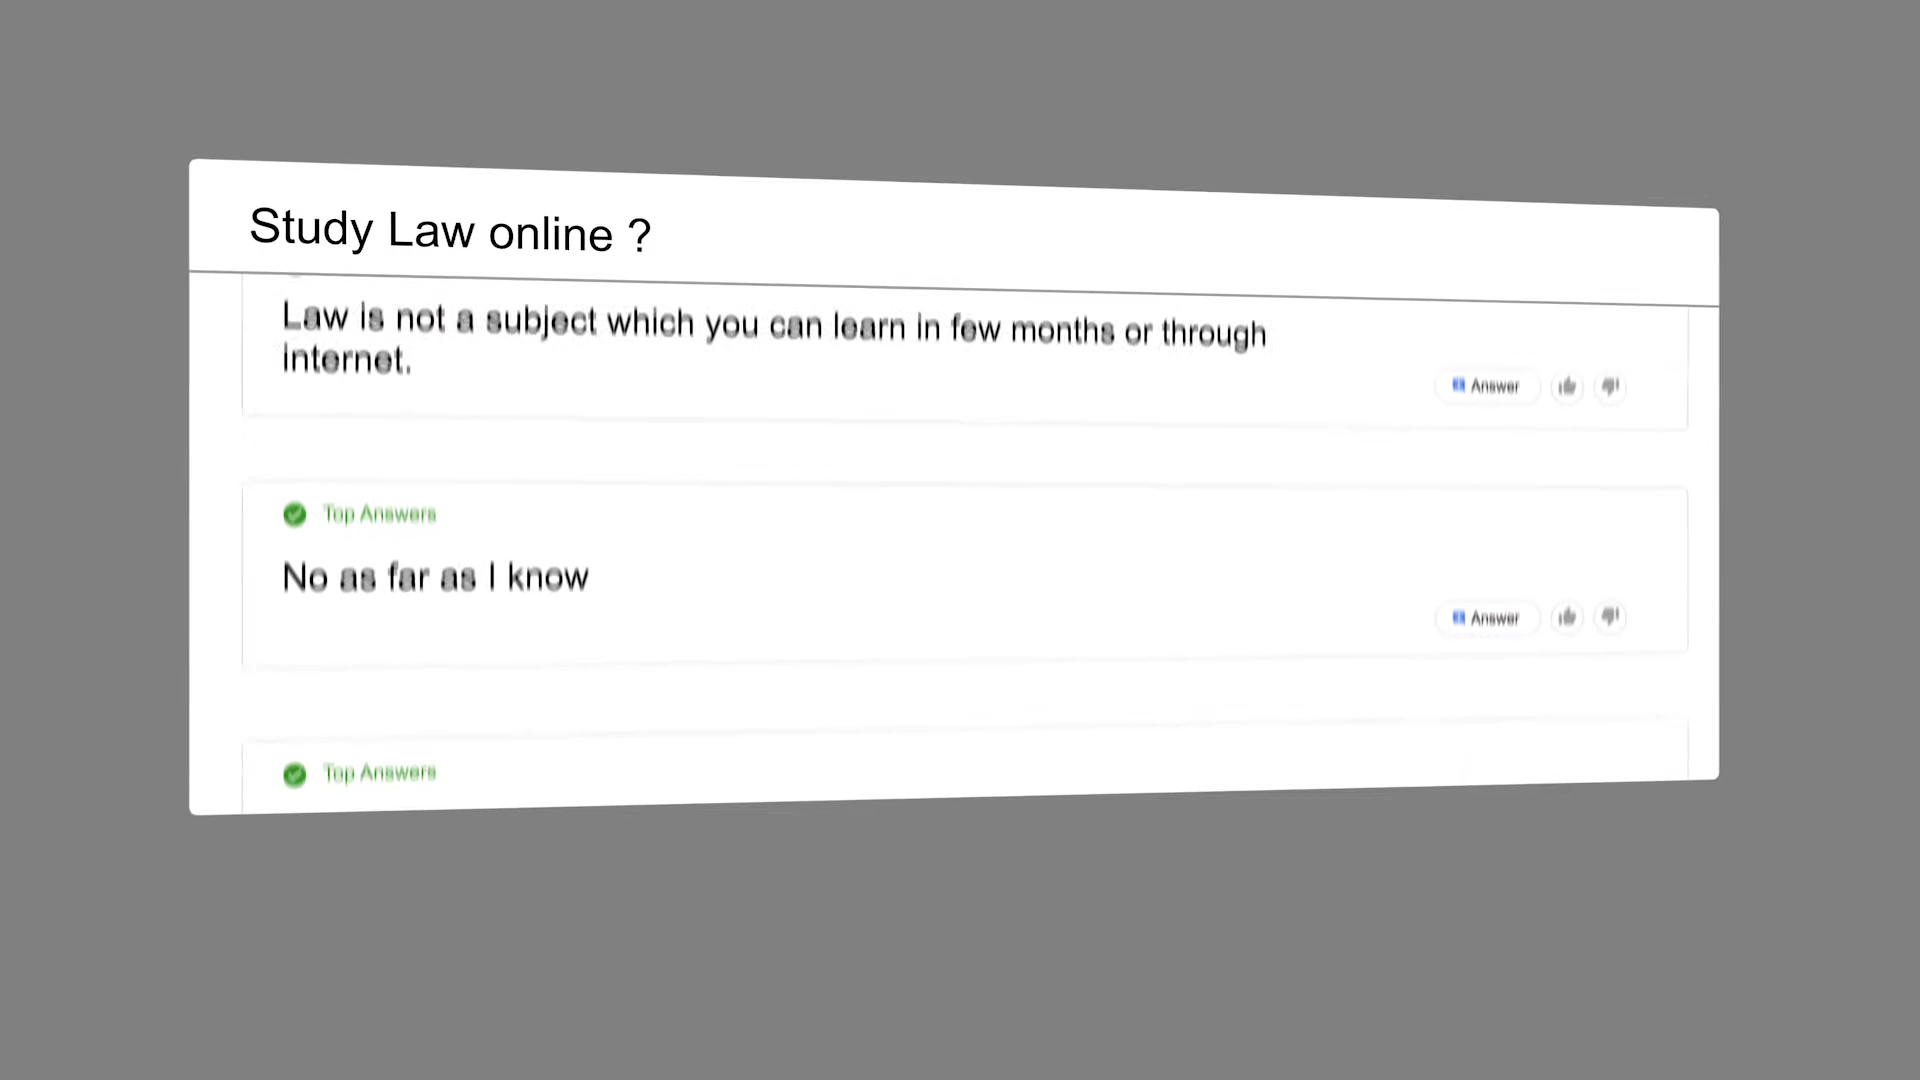 Study Law online ?
Law is not a subject which you can learn in few months or through
internet.
Answer
Top Answers
No as far as I know
Answer
Top Answers